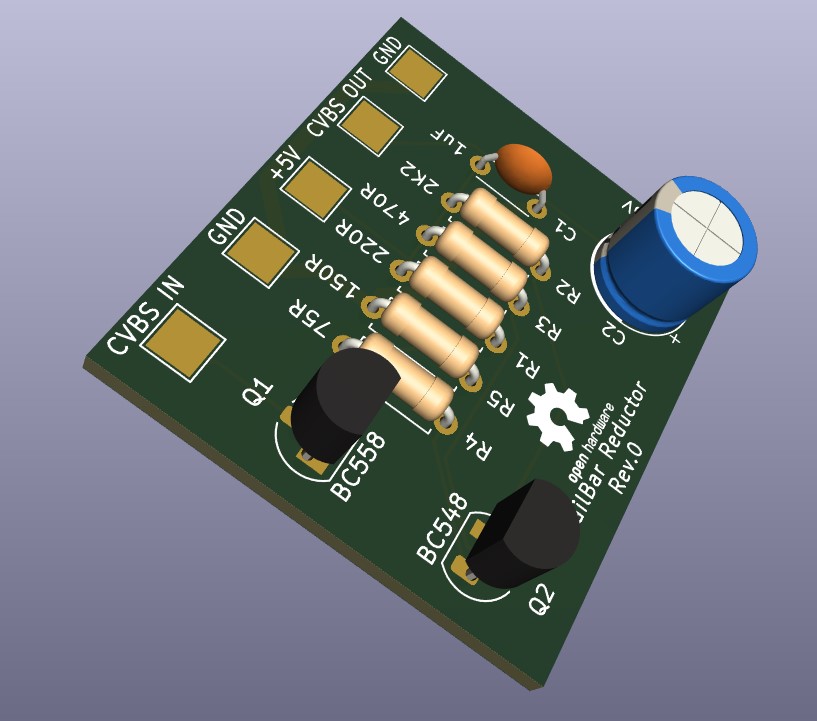 GND
CVBS OUT
+5V
GND
CVBS IN
1uF
2K2
470R
220R
150R
75R
C1
R2
R3
R1
R5
R4
C2
+
Q1
BC558
BC548
Q2
open hardware
Reductor
Rev.0